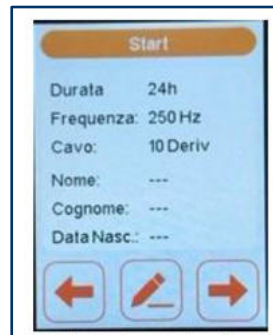 Start
Durata 24h
Frequenza: 250 Hz
Cavo: 10 Deriv
Nome: ---
Cognome: ---
Data Nasc.: ---